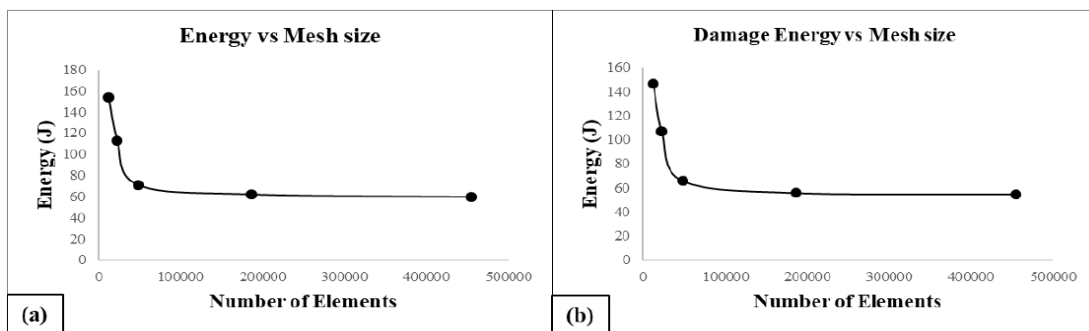 Energy vs Mesh size
180
160
140
120
100
80
60
40
20
0
Energy (J)
0 100000 200000 300000 400000 500000
Number of Elements
(a)
Damage Energy vs Mesh size
160
140
120
100
80
60
40
20
0
Energy (J)
0 100000 200000 300000 400000 500000
Number of Elements
(b)